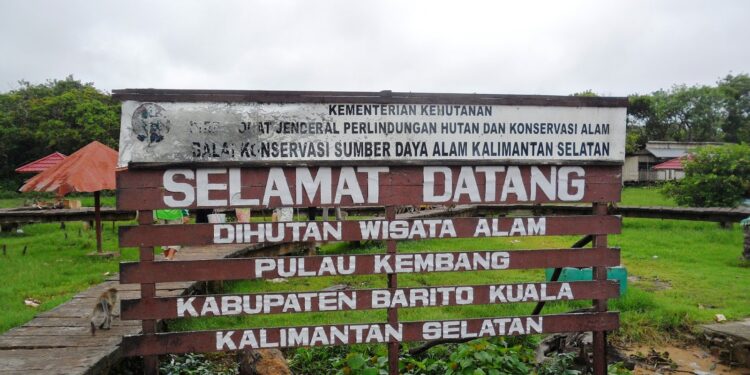 KEMENTERIAN KEHUTANAN
JENDERAL PERLINDUNGAN HUTAN DAN KONSERVASI ALAM
BALAI KONSERVASI SUMBER DAYA ALAM KALIMANTAN SELATAN
SELAMAT DATANG
DIHUTAN WISATA ALAM
PULAU KEMBANG
KABUPATEN BARITO KUALA
KALIMANTAN SELATAN